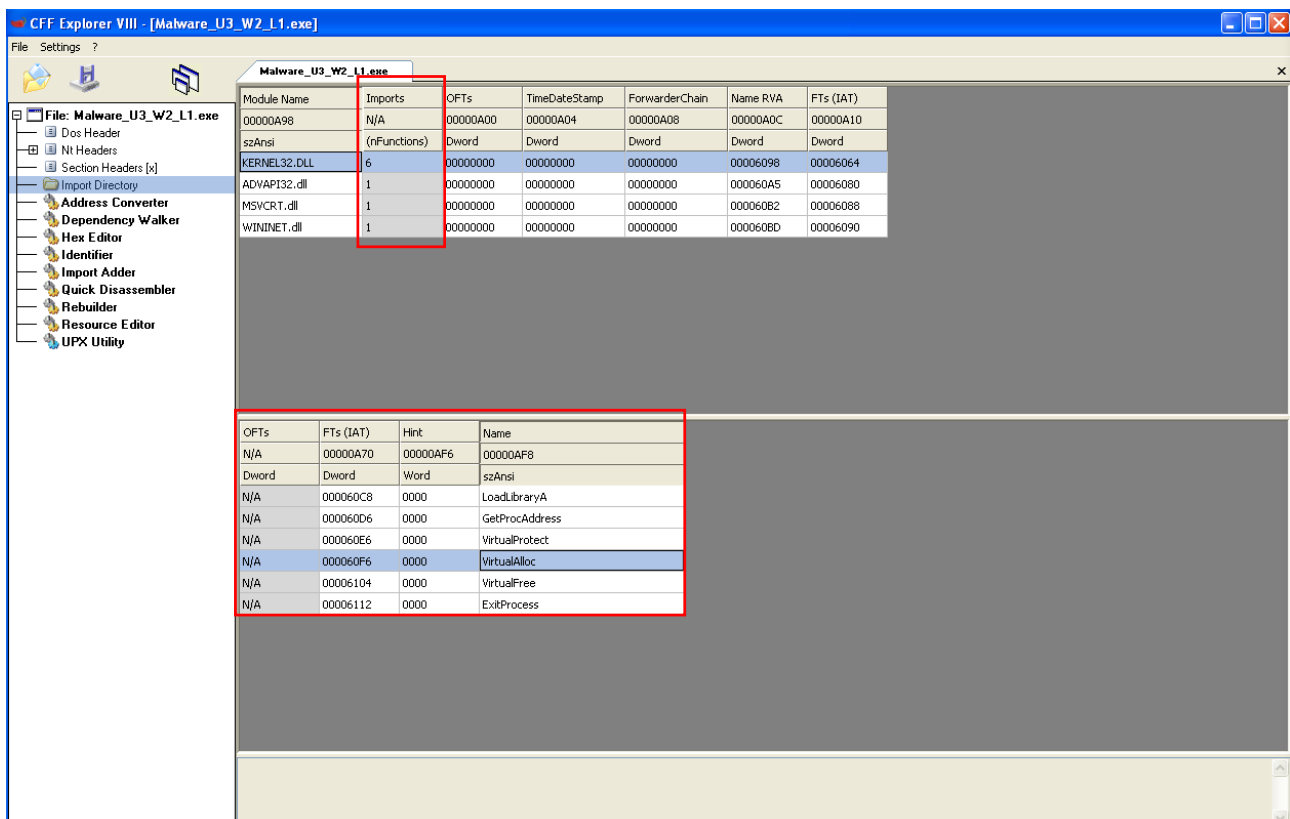 CFF Explorer VIII - [Malware_U3_W2_L1.exe]
File Settings ?
Malware_U3_W2_L1.exe
File: Malware_U3_W2_L1.exe
Dos Header
Nt Headers
Section Headers [x]
Import Directory
Address Converter
Dependency Walker
Hex Editor
Identifier
Import Adder
Quick Disassembler
Rebuilder
Resource Editor
UPX Utility
Module Name Imports OFTs TimeDateStamp ForwarderChain Name RVA FTs (IAT)
00000A98 N/A 00000A00 00000A04 00000A08 00000A0C 00000A10
szAnsi (nFunctions) Dword Dword Dword Dword Dword
KERNEL32.DLL 6 00000000 00000000 00000000 00006098 00006064
ADVAPI32.dll 1 00000000 00000000 00000000 000060A5 00006080
MSVCRT.dll 1 00000000 00000000 00000000 000060B2 00006088
WININET.dll 1 00000000 00000000 00000000 000060BD 00006090
OFTs FTs (IAT) Hint Name
N/A 00000A70 00000AF6 00000AF8
Dword Dword Word szAnsi
N/A 000060C8 0000 LoadLibraryA
N/A 000060D6 0000 GetProcAddress
N/A 000060E6 0000 VirtualProtect
N/A 000060F6 0000 VirtualAlloc
N/A 00006104 0000 VirtualFree
N/A 00006112 0000 ExitProcess